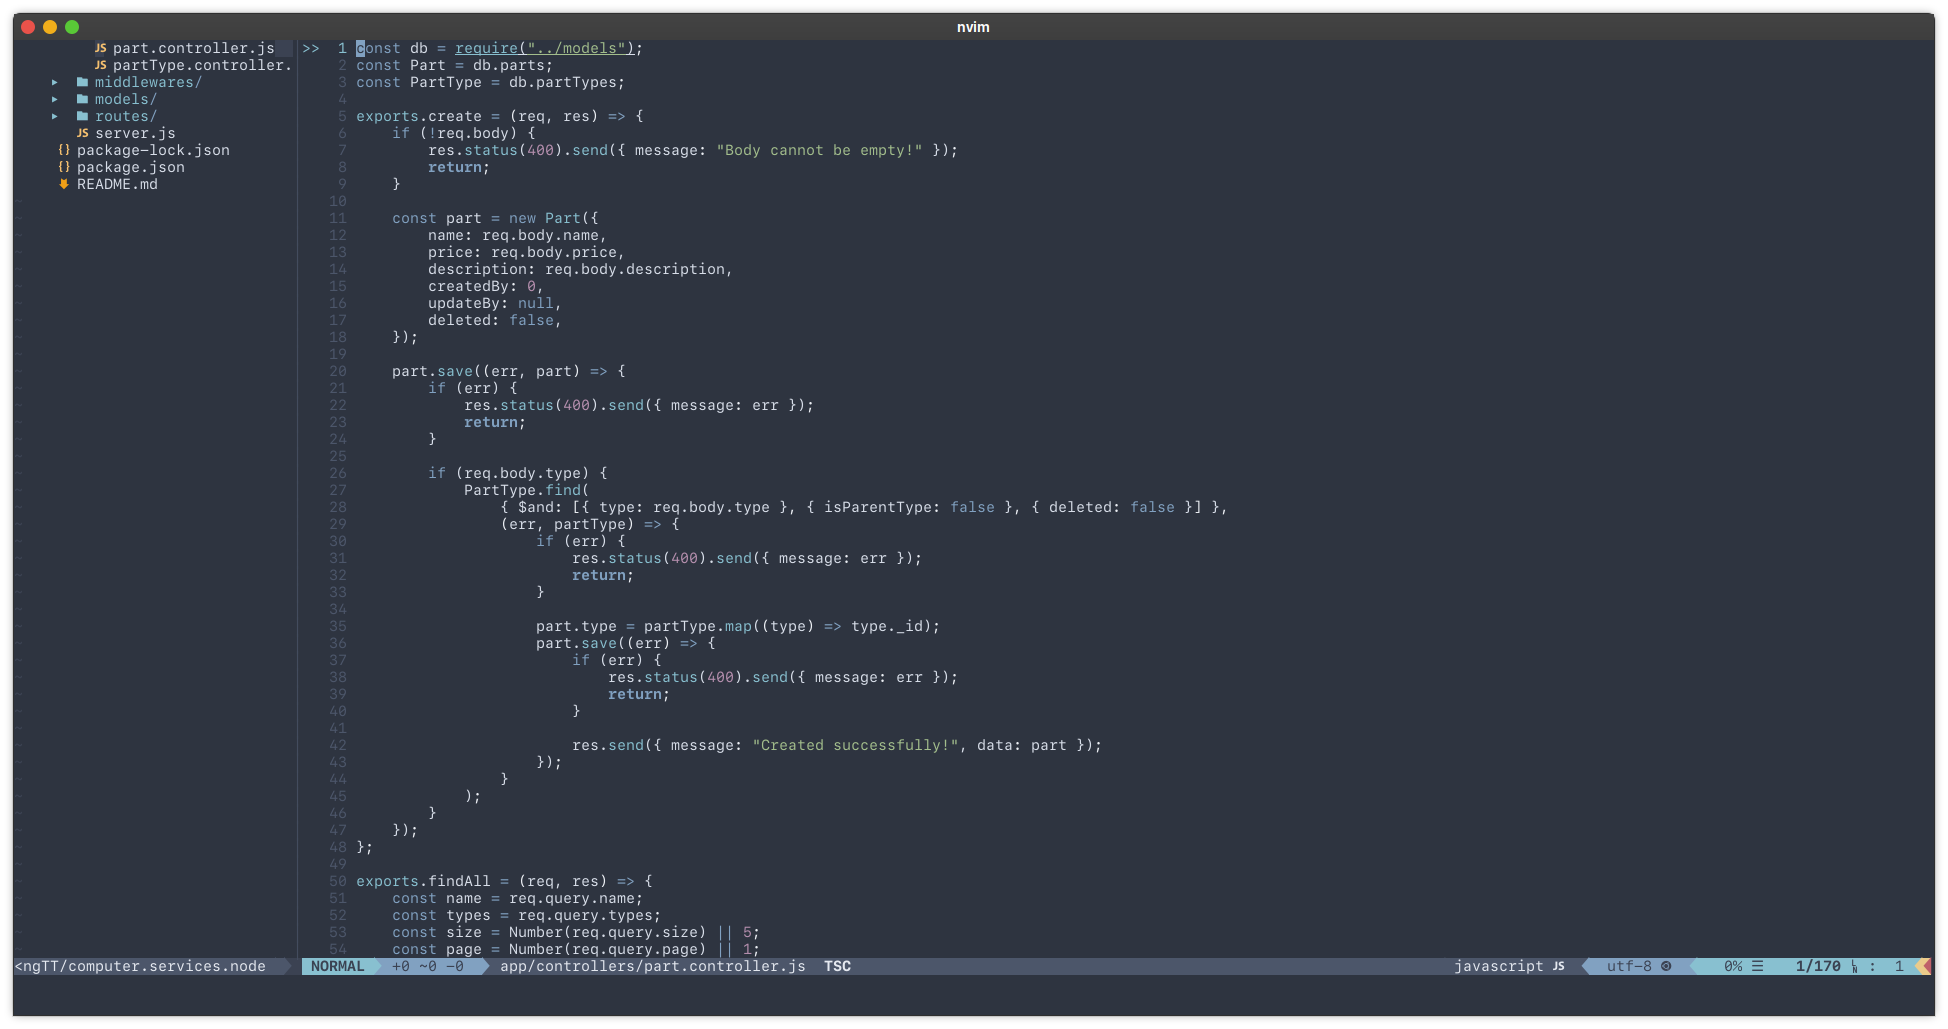 nvim
JS part.controller.js
JS partType.controller.
▸ middlewares/
▸ models/
▸ routes/
JS server.js
{} package-lock.json
{} package.json
README.md
>> 1 const db = require("../models");
2 const Part = db.parts;
3 const PartType = db.partTypes;
4
5 exports.create = (req, res) => {
6     if (!req.body) {
7         res.status(400).send({ message: "Body cannot be empty!" });
8         return;
9     }
10
11     const part = new Part({
12         name: req.body.name,
13         price: req.body.price,
14         description: req.body.description,
15         createdBy: 0,
16         updateBy: null,
17         deleted: false,
18     });
19
20     part.save((err, part) => {
21         if (err) {
22             res.status(400).send({ message: err });
23             return;
24         }
25
26         if (req.body.type) {
27             PartType.find(
28                 { $and: [{ type: req.body.type }, { isParentType: false }, { deleted: false }] },
29                 (err, partType) => {
30                     if (err) {
31                         res.status(400).send({ message: err });
32                         return;
33                     }
34
35                     part.type = partType.map((type) => type._id);
36                     part.save((err) => {
37                         if (err) {
38                             res.status(400).send({ message: err });
39                             return;
40                         }
41
42                         res.send({ message: "Created successfully!", data: part });
43                     });
44                 }
45             );
46         }
47     });
48 };
49
50 exports.findAll = (req, res) => {
51     const name = req.query.name;
52     const types = req.query.types;
53     const size = Number(req.query.size) || 5;
54     const page = Number(req.query.page) || 1;
<ngTT/computer.services.node NORMAL +0 ~0 -0 app/controllers/part.controller.js TSC javascript JS utf-8 0% ☰ 1/170 : 1